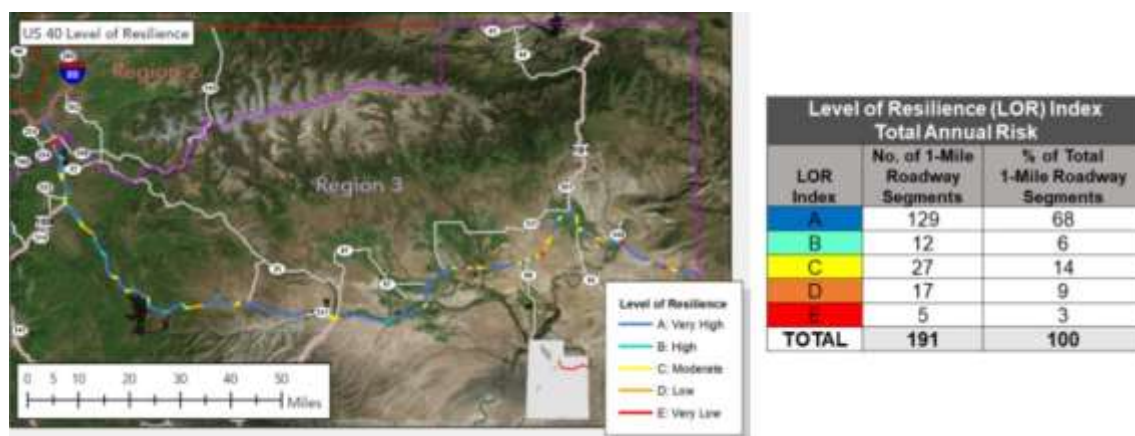 US 40 Level of Resilience
Region 2
80
Region 3
Level of Resilience
A: Very High
B: High
C: Moderate
D: Low
E: Very Low
0 5 10 20 30 40 50
Miles
Level of Resilience (LOR) Index
Total Annual Risk
LOR Index No. of 1-Mile Roadway Segments % of Total 1-Mile Roadway Segments
A 129 68
B 12 6
C 27 14
D 17 9
E 5 3
TOTAL 191 100